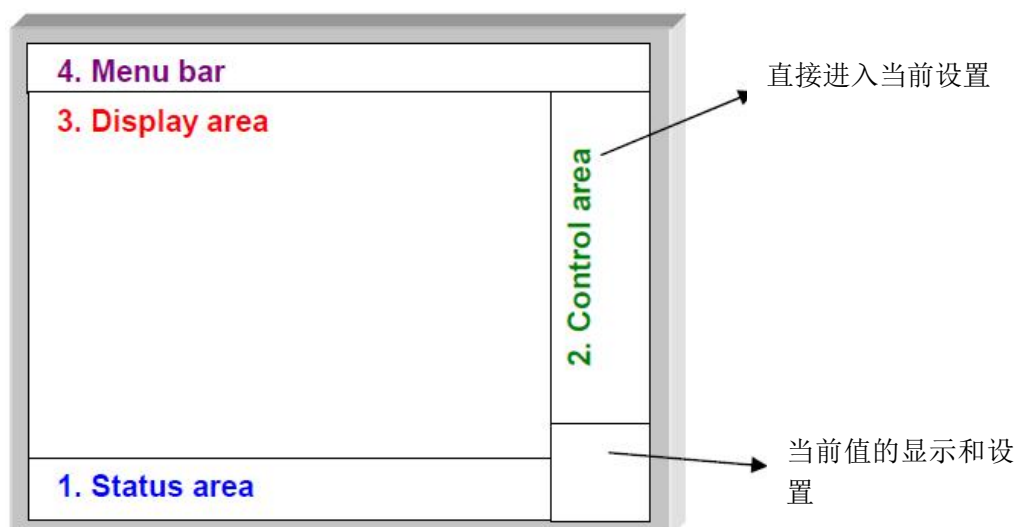 4. Menu bar
直接进入当前设置
3. Display area
2. Control area
当前值的显示和设
置
1. Status area